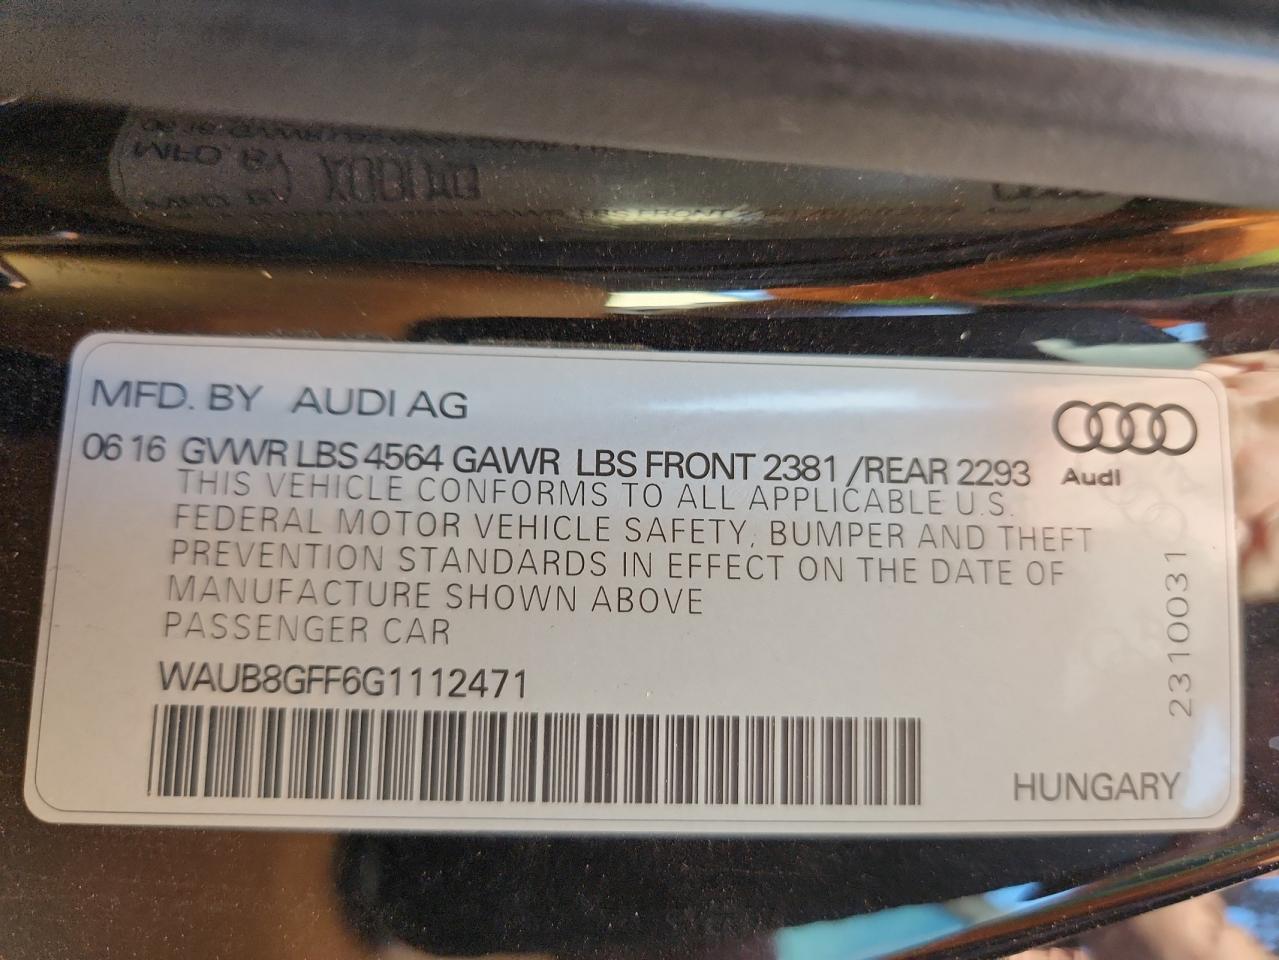 MFD. BY AUDI AG
06 16 GVWR LBS 4564 GAWR LBS FRONT 2381 /REAR 2293
Audi
THIS VEHICLE CONFORMS TO ALL APPLICABLE U.S.
FEDERAL MOTOR VEHICLE SAFETY, BUMPER AND THEFT
PREVENTION STANDARDS IN EFFECT ON THE DATE OF
MANUFACTURE SHOWN ABOVE
PASSENGER CAR
WAUB8GFF6G1112471
2310031
HUNGARY